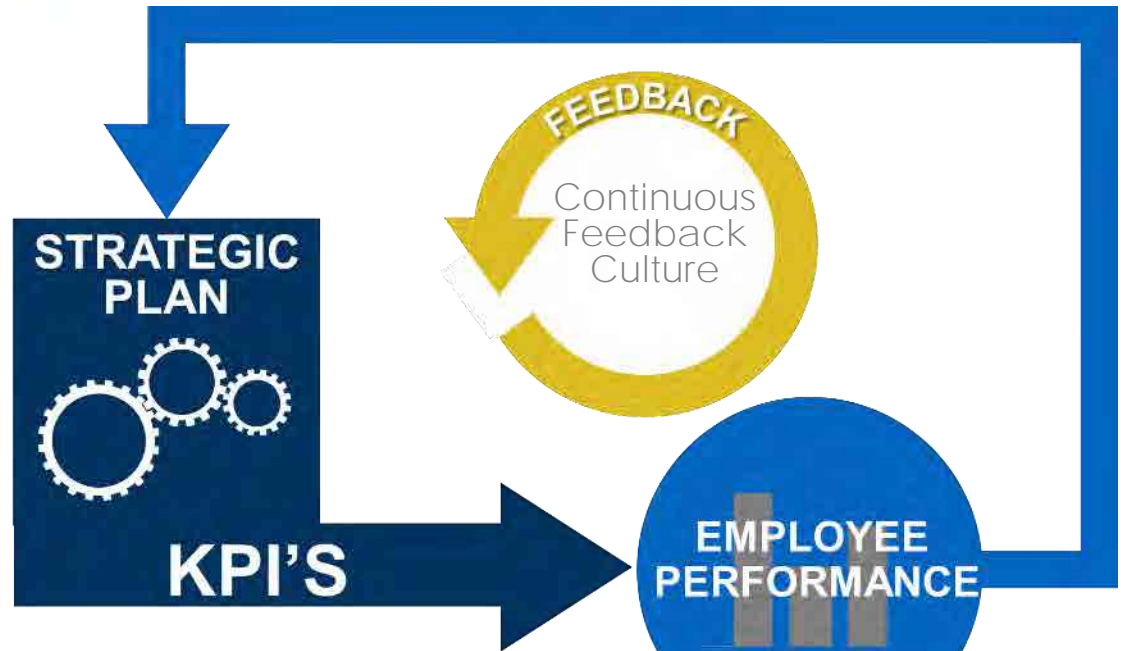 FEEDBACK
Continuous
Feedback
Culture
STRATEGIC
PLAN
KPI'S
EMPLOYEE
PERFORMANCE